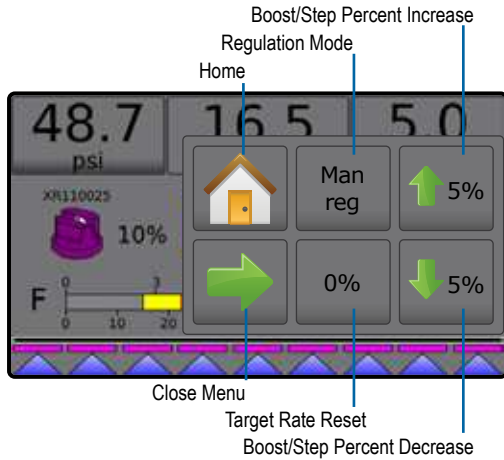 Boost/Step Percent Increase
Regulation Mode
Home
48.7 16.5 5.0
psi
Man
reg
5%
XR110025
10%
0%
5%
F
0 3
0 10 20
Close Menu
Target Rate Reset
Boost/Step Percent Decrease